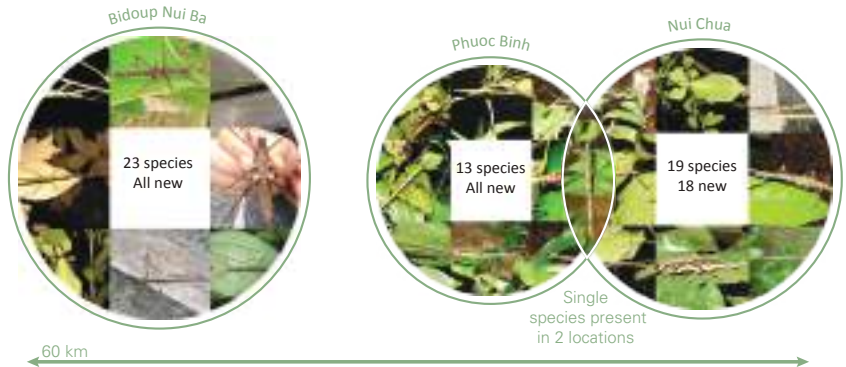 Bidoup Nui Ba
Phuoc Binh
Nui Chua
23 species
All new
13 species
All new
19 species
18 new
Single
species present
in 2 locations
60 km